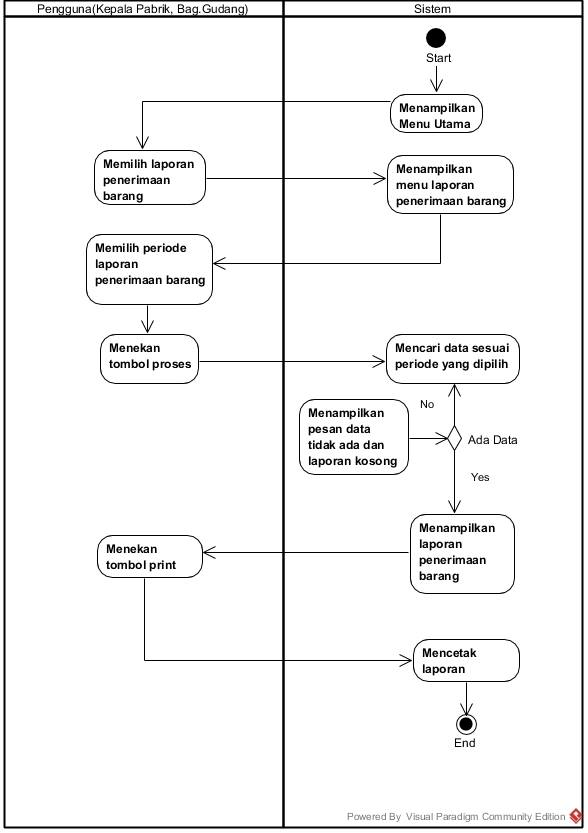 Pengguna(Kepala Pabrik, Bag.Gudang)
Sistem
Start
Menampilkan
Menu Utama
Memilih laporan
penerimaan
barang
Menampilkan
menu laporan
penerimaan barang
Memilih periode
laporan
penerimaan barang
Menekan
tombol proses
Mencari data sesuai
periode yang dipilih
No
Menampilkan
pesan data
tidak ada dan
laporan kosong
Ada Data
Yes
Menampilkan
laporan
penerimaan
barang
Menekan
tombol print
Mencetak
laporan
End
Powered By Visual Paradigm Community Edition